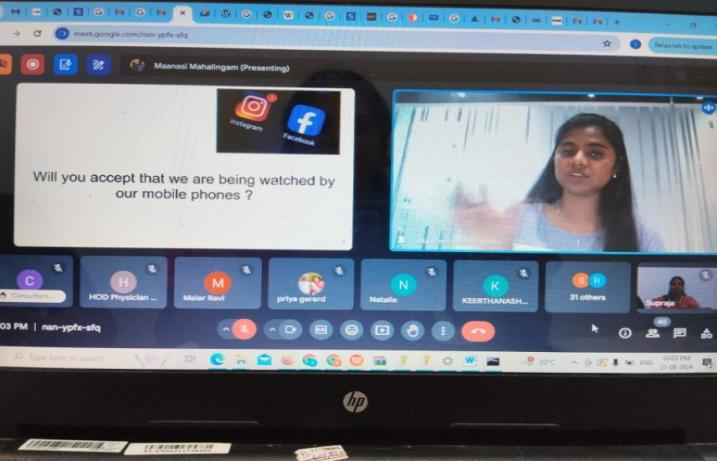 meet.google.com/nsn-ypfx-sfq
Relaunch to update
Maanasi Mahalingam (Presenting)
Instagram
Facebook
Will you accept that we are being watched by
our mobile phones ?
C
Consultant...
H
HOD Physician ...
M
Malar Ravi
priya gerard
N
Natalie
K
KEERTHANASH...
S R
31 others
Supraja
03 PM | nsn-ypfx-sfq
40
Type here to search
30°C
ENG
03:03 PM
21-08-2024
hp